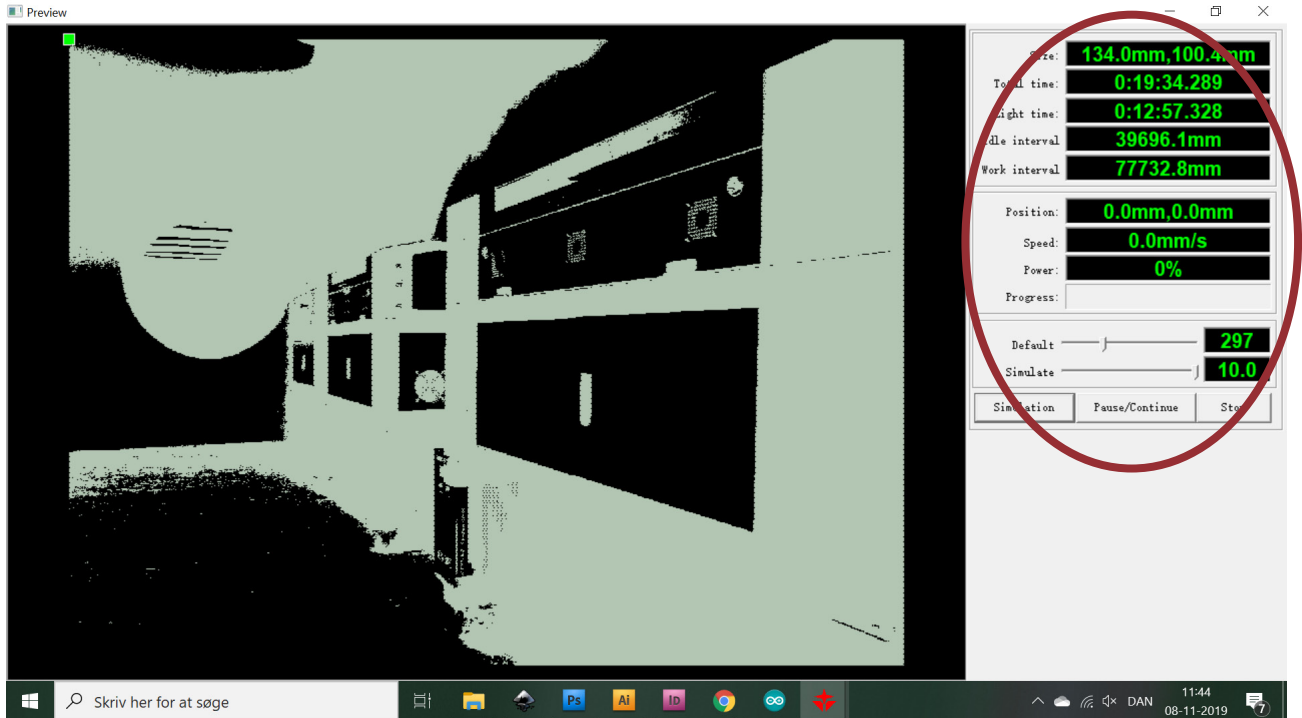 Preview
Size: 134.0mm,100.4mm
Total time: 0:19:34.289
Light time: 0:12:57.328
Idle interval 39696.1mm
Work interval 77732.8mm
Position: 0.0mm,0.0mm
Speed: 0.0mm/s
Power: 0%
Progress:
Default 297
Simulate 10.0
Simulation Pause/Continue Stop
Skriv her for at søge Ps Ai ID DAN 11:44
08-11-2019 7